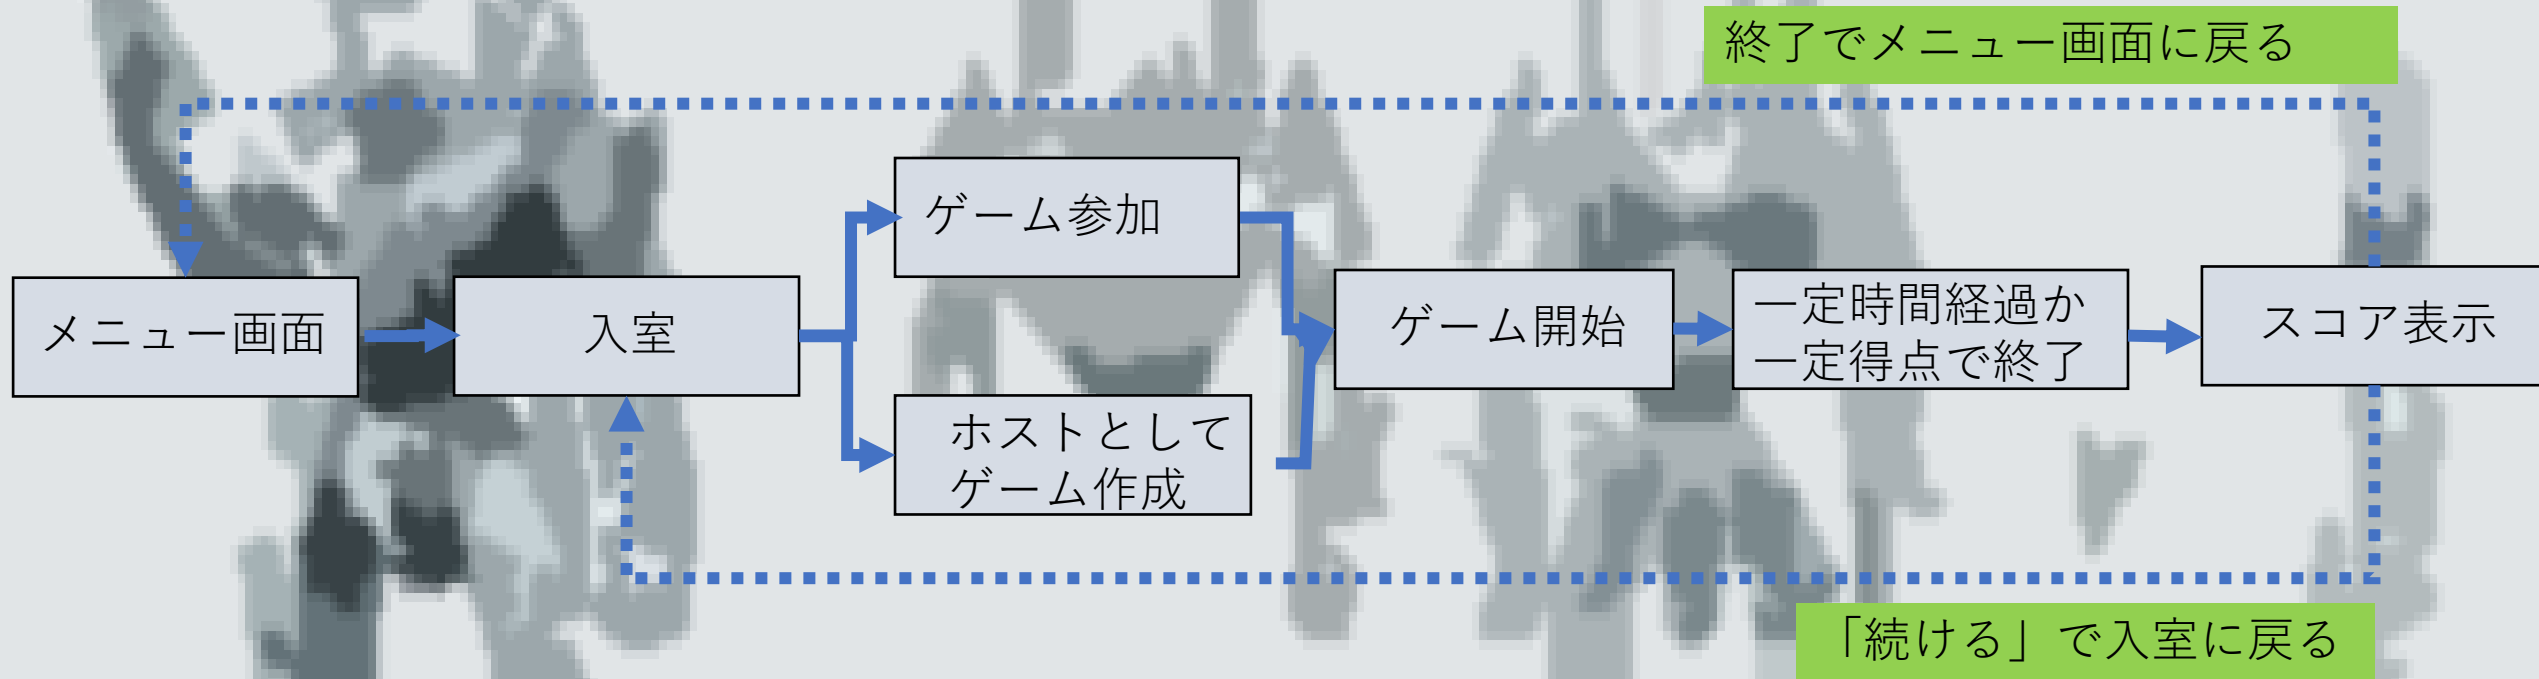 終了でメニュー画面に戻る
メニュー画面
入室
ゲーム参加
ホストとして
ゲーム作成
ゲーム開始
一定時間経過か
一定得点で終了
スコア表示
「続ける」で入室に戻る